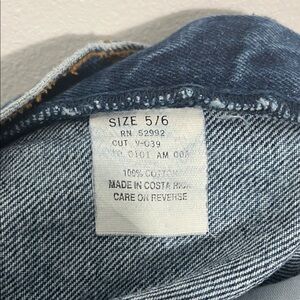 SIZE 5/6
RN 52992
CUT V-039
0101 AM
100% COTTON
MADE IN COSTA RICA
CARE ON REVERSE